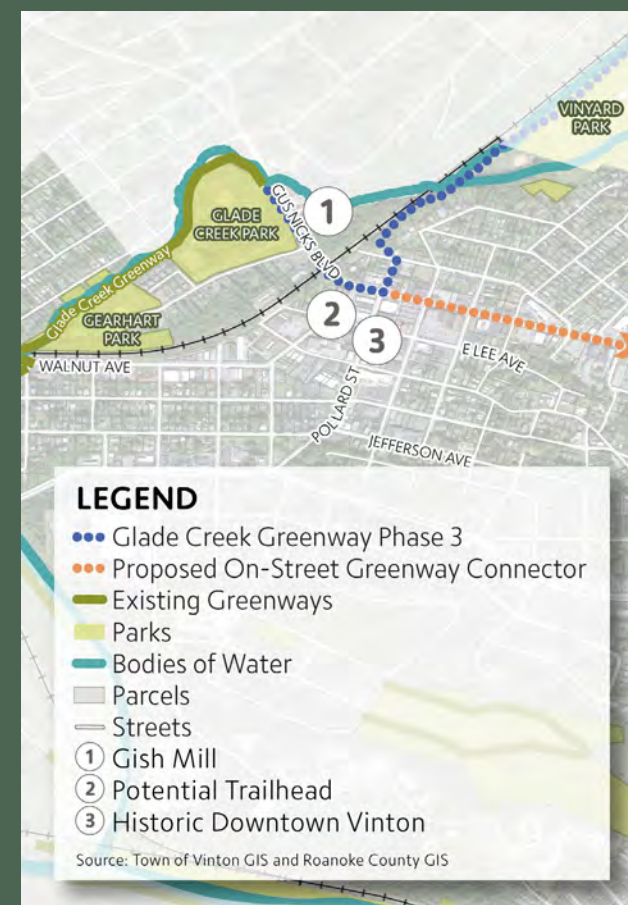 VINYARD
PARK
1
GLADE
CREEK PARK
GUS NICKS BLVD
Glade Creek Greenway
GEARHART
PARK
2
3
WALNUT AVE
E LEE AVE
POLLARD ST
JEFFERSON AVE
LEGEND
Glade Creek Greenway Phase 3
Proposed On-Street Greenway Connector
Existing Greenways
Parks
Bodies of Water
Parcels
Streets
1 Gish Mill
2 Potential Trailhead
3 Historic Downtown Vinton
Source: Town of Vinton GIS and Roanoke County GIS